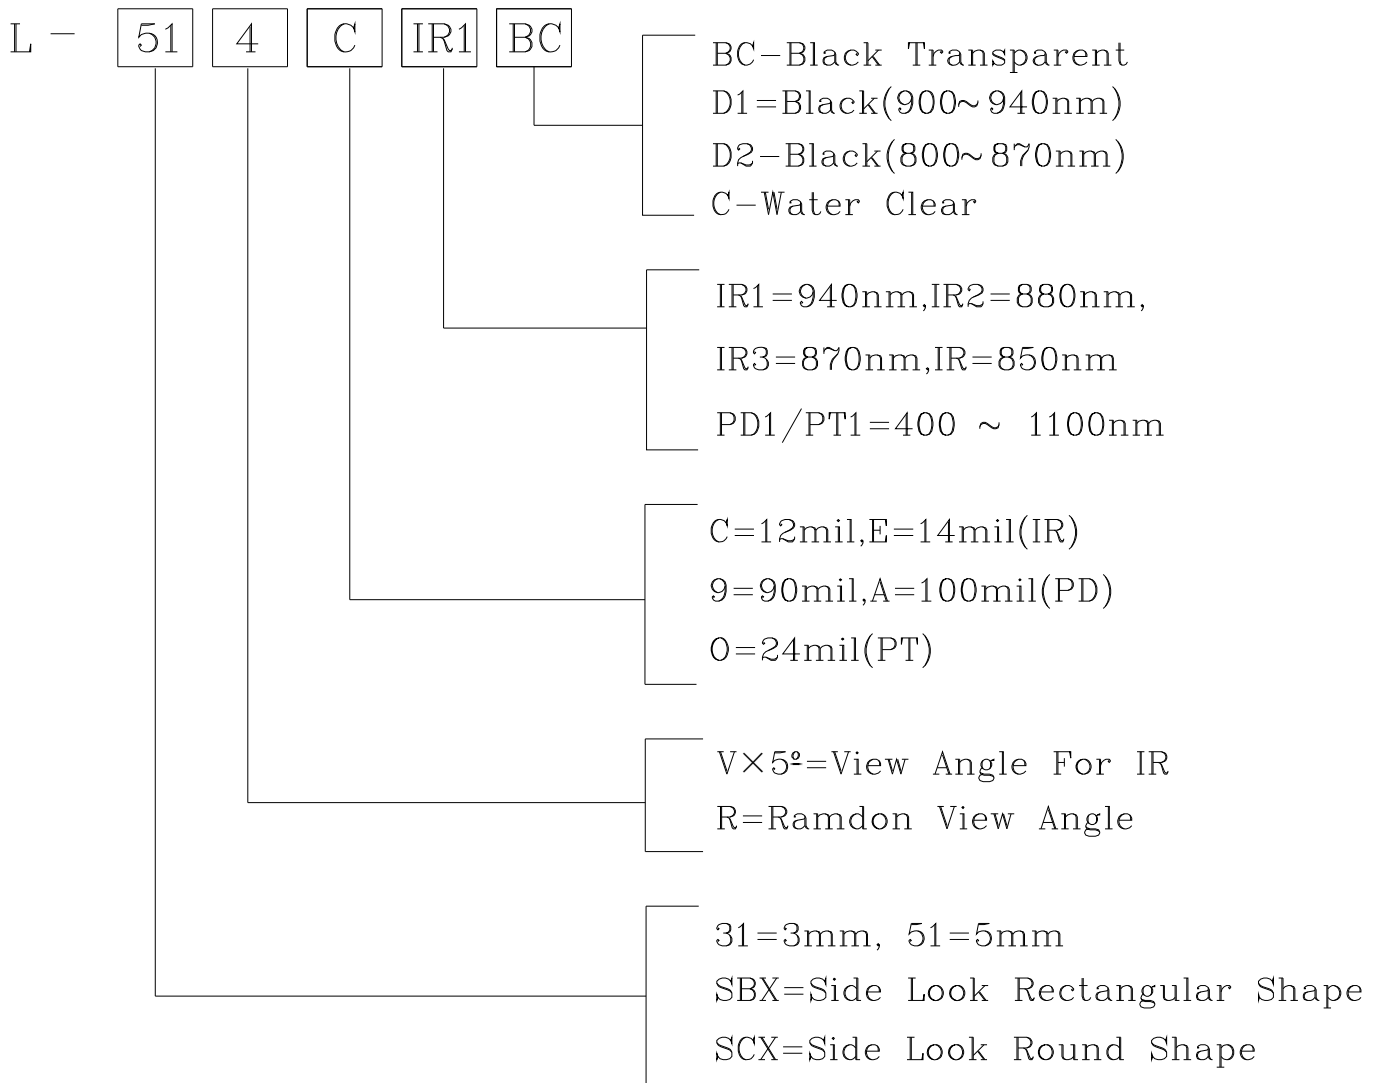 L - 51 4 C IR1 BC
BC-Black Transparent
D1=Black(900~940nm)
D2-Black(800~870nm)
C-Water Clear
IR1=940nm,IR2=880nm,
IR3=870nm,IR=850nm
PD1/PT1=400 ~ 1100nm
C=12mil,E=14mil(IR)
9=90mil,A=100mil(PD)
O=24mil(PT)
V×5º=View Angle For IR
R=Ramdon View Angle
31=3mm, 51=5mm
SBX=Side Look Rectangular Shape
SCX=Side Look Round Shape